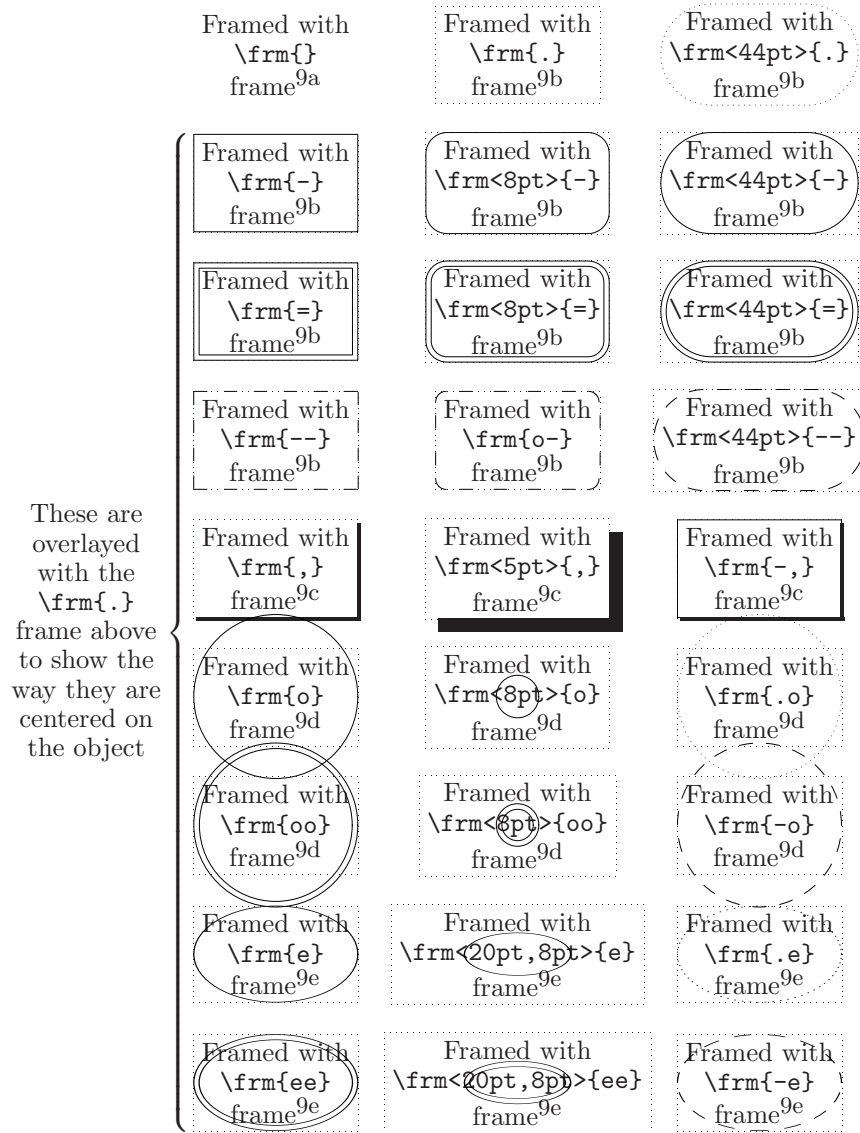 Framed with
\frm{}
frame9a
Framed with
\frm{.}
frame9b
Framed with
\frm<44pt>{.}
frame9b
Framed with
\frm{-}
frame9b
Framed with
\frm<8pt>{-}
frame9b
Framed with
\frm<44pt>{-}
frame9b
Framed with
\frm{=}
frame9b
Framed with
\frm<8pt>{=}
frame9b
Framed with
\frm<44pt>{=}
frame9b
Framed with
\frm{--}
frame9b
Framed with
\frm{o-}
frame9b
Framed with
\frm<44pt>{--}
frame9b
These are
overlayed
with the
\frm{.}
frame above
to show the
way they are
centered on
the object
Framed with
\frm{,}
frame9c
Framed with
\frm<5pt>{,}
frame9c
Framed with
\frm{-,}
frame9c
Framed with
\frm{o}
frame9d
Framed with
\frm<8pt>{o}
frame9d
Framed with
\frm{.o}
frame9d
Framed with
\frm{oo}
frame9d
Framed with
\frm<8pt>{oo}
frame9d
Framed with
\frm{-o}
frame9d
Framed with
\frm{e}
frame9e
Framed with
\frm<20pt,8pt>{e}
frame9e
Framed with
\frm{.e}
frame9e
Framed with
\frm{ee}
frame9e
Framed with
\frm<20pt,8pt>{ee}
frame9e
Framed with
\frm{-e}
frame9e